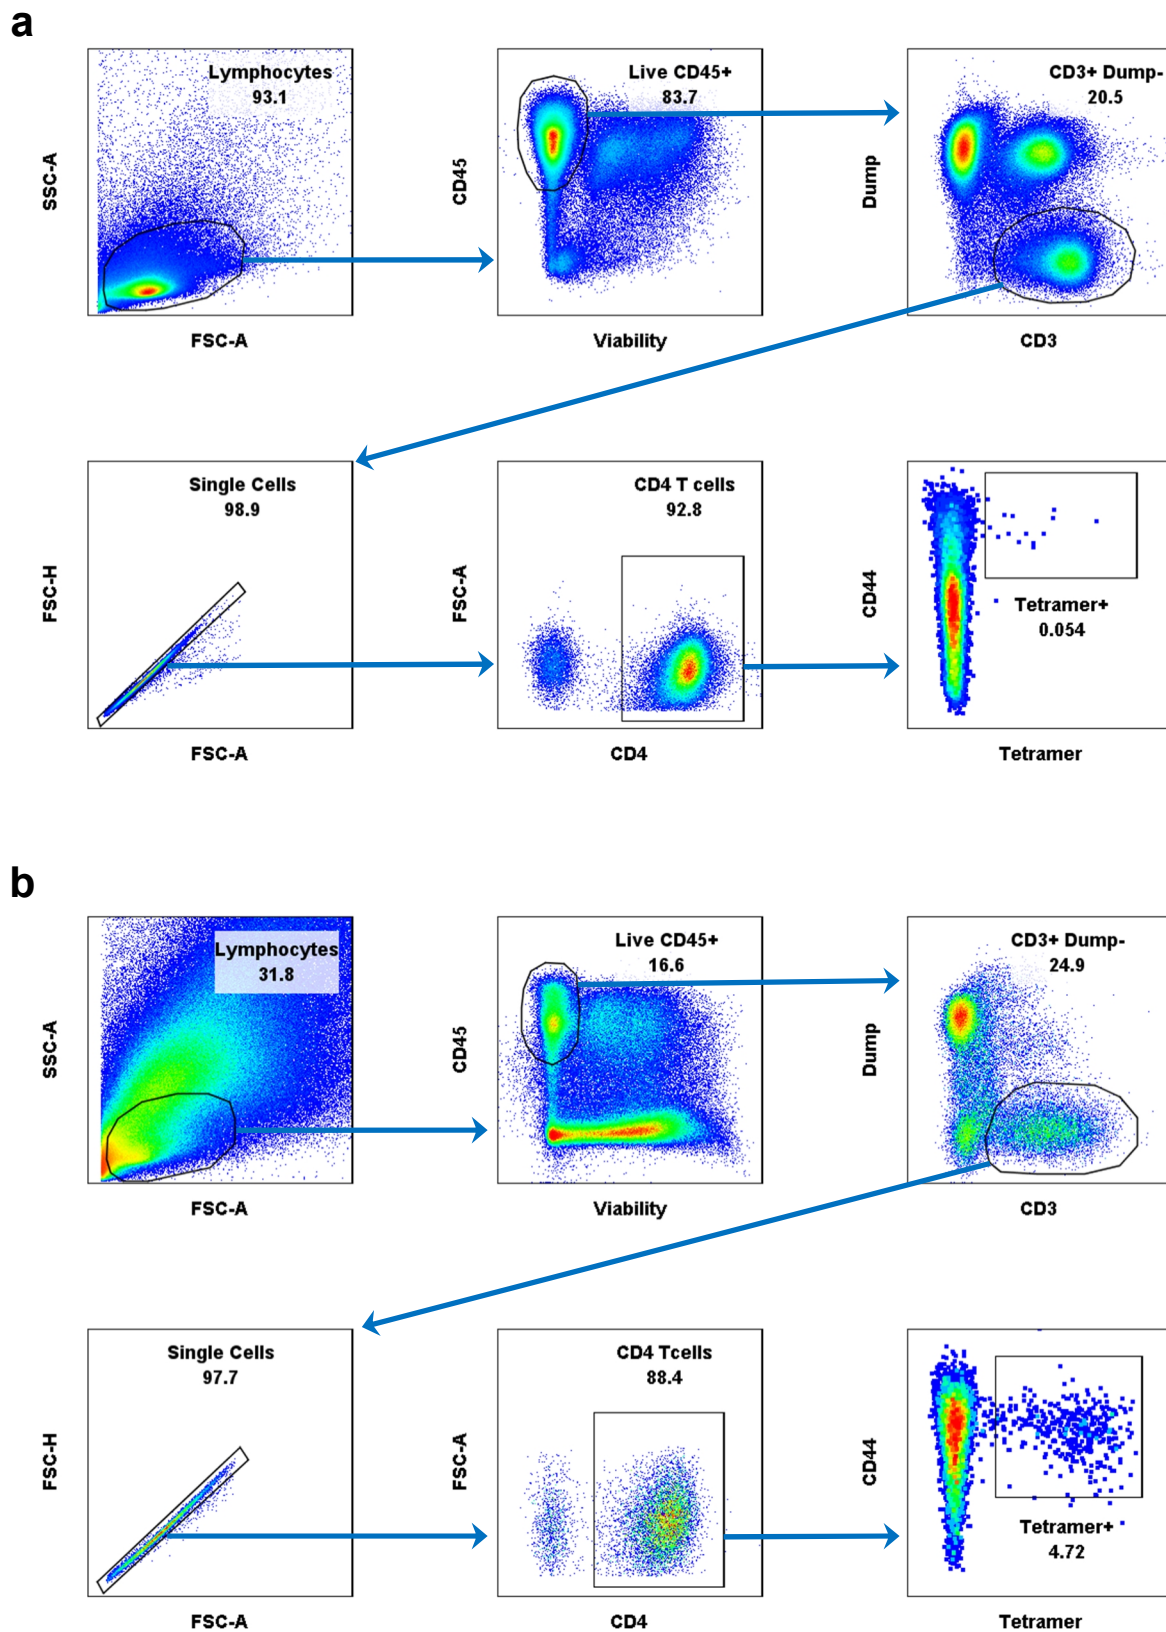 a
Lymphocytes
93.1
SSC-A
FSC-A
Live CD45+
83.7
CD45
Viability
CD3+ Dump-
20.5
Dump
CD3
Single Cells
98.9
FSC-H
FSC-A
CD4 T cells
92.8
FSC-A
CD4
CD44
Tetramer+
0.054
Tetramer
b
Lymphocytes
31.8
SSC-A
FSC-A
Live CD45+
16.6
CD45
Viability
CD3+ Dump-
24.9
Dump
CD3
Single Cells
97.7
FSC-H
FSC-A
CD4 Tcells
88.4
FSC-A
CD4
CD44
Tetramer+
4.72
Tetramer